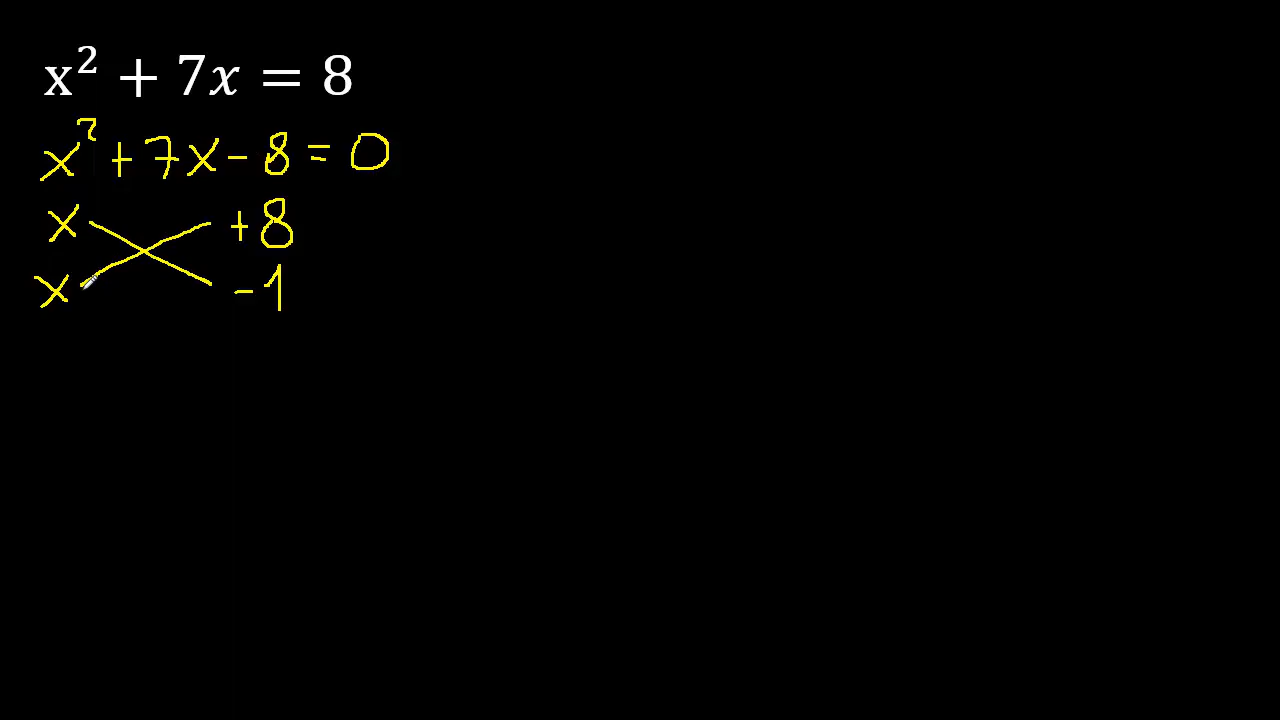 x² + 7x = 8
x² + 7x - 8 = 0
x +8
x -1